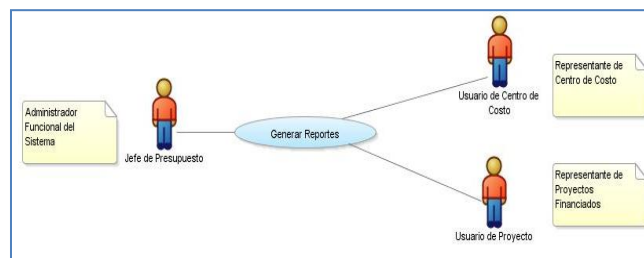 Administrador
Funcional del
Sistema
Jefe de Presupuesto
Generar Reportes
Usuario de Centro de
Costo
Representante de
Centro de Costo
Usuario de Proyecto
Representante de
Proyectos
Financiados